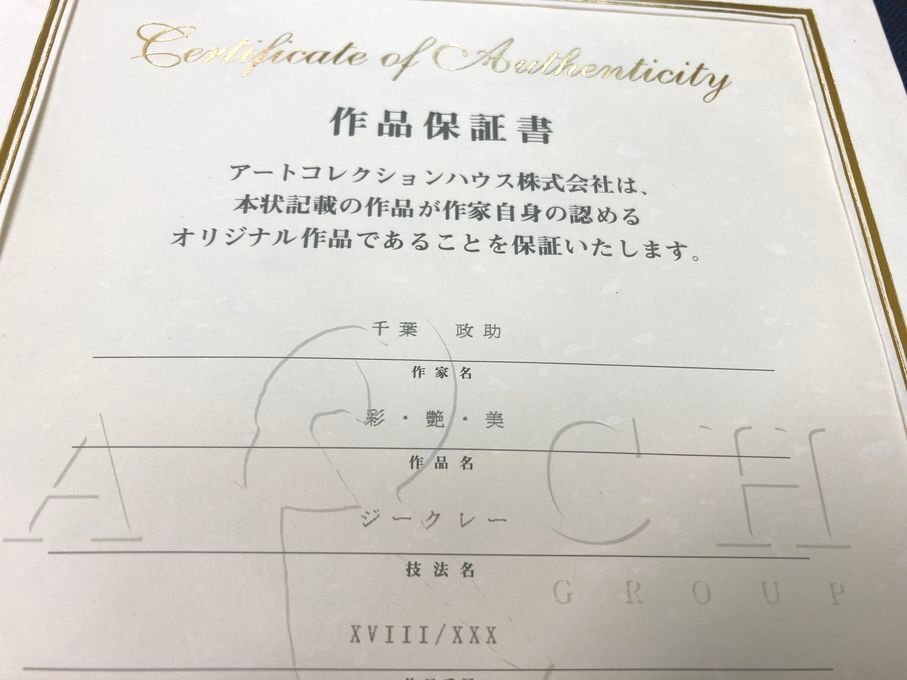 Certificate of Authenticity
作品保証書
アートコレクションハウス株式会社は、
本状記載の作品が作家自身の認める
オリジナル作品であることを保証いたします。
千葉　政助
作家名
彩・艶・美
作品名
ジークレー
技法名
XVIII/XXX
ACH
GROUP